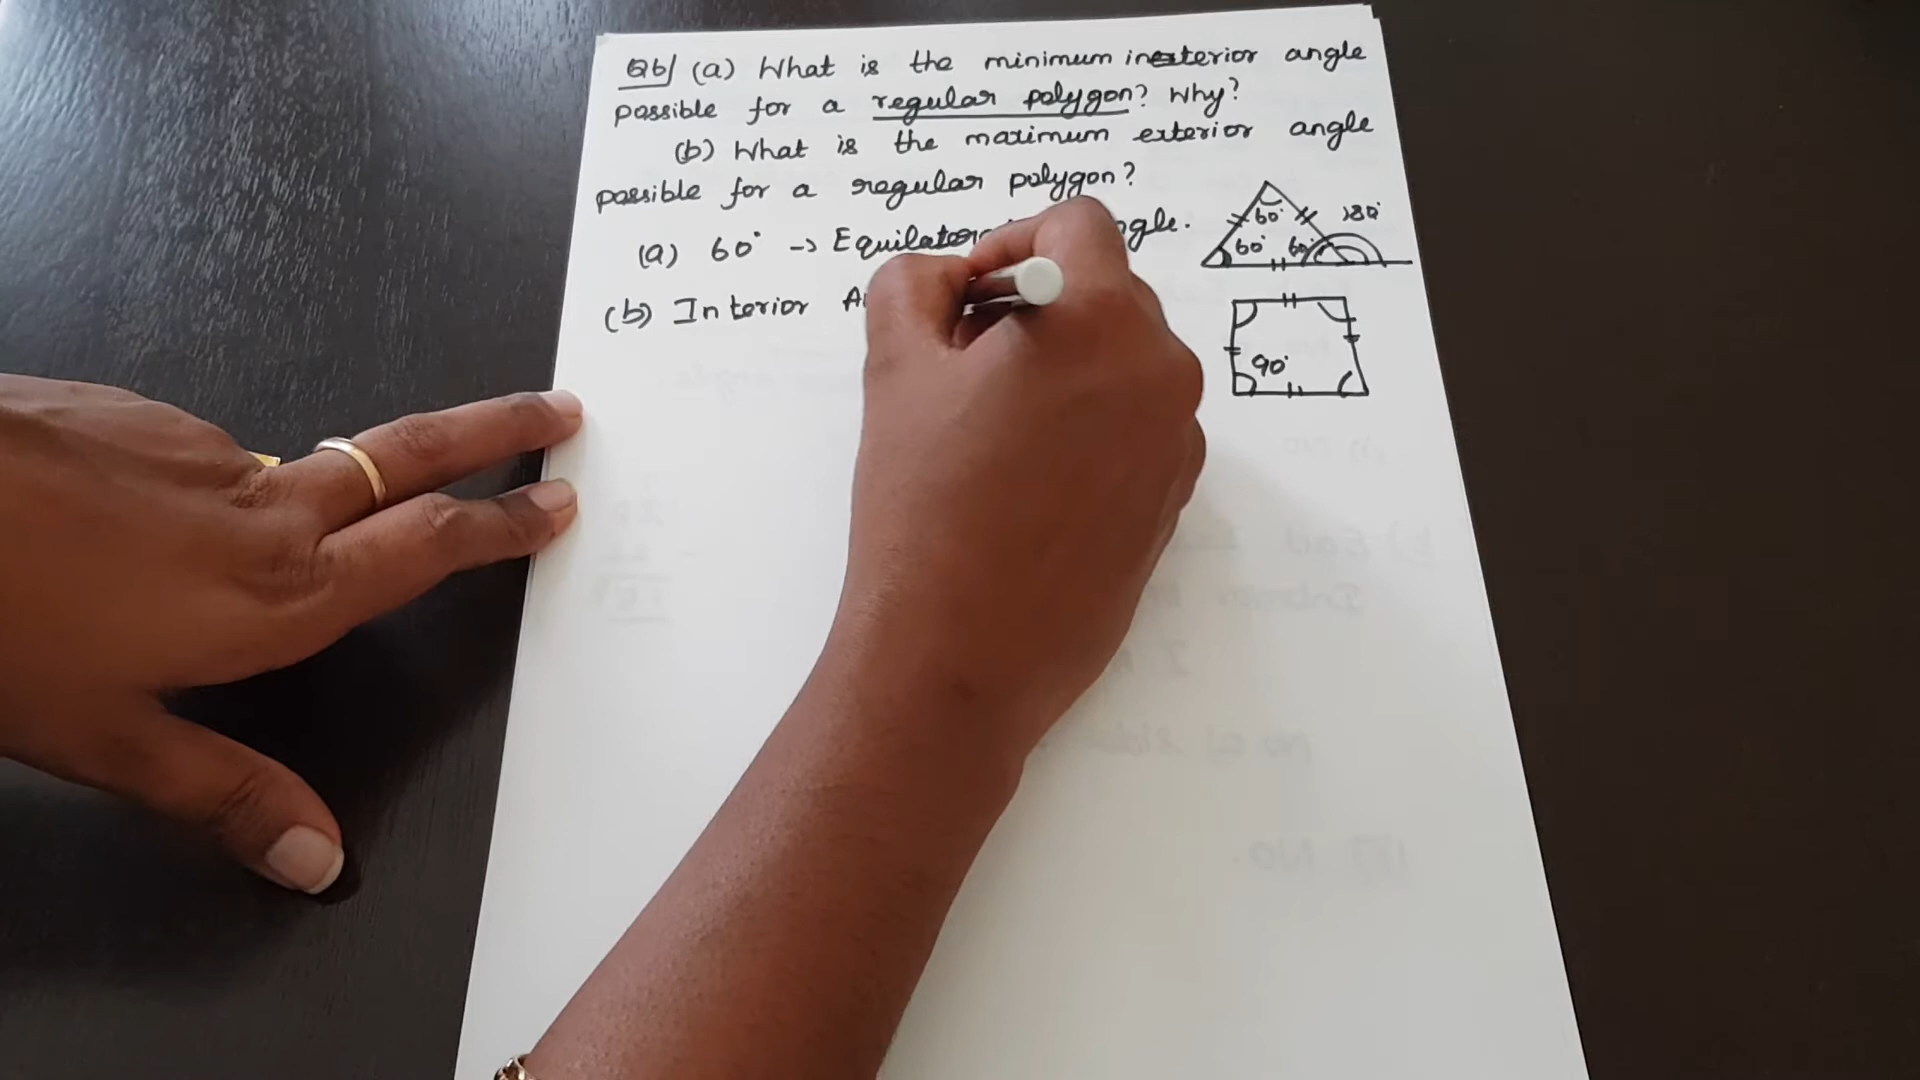 Q6) (a) What is the minimum interior angle
possible for a regular polygon? Why?
(b) What is the maximum exterior angle
possible for a regular polygon?
(a) 60° →
(b) Interior
60°
60° 60°
180°
90°